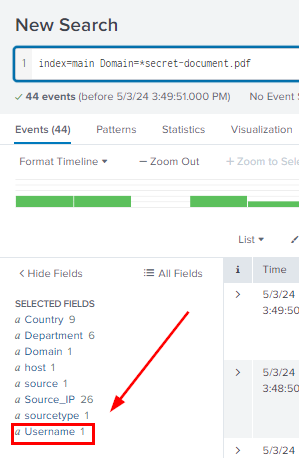 New Search
1 index=main Domain=*secret-document.pdf
✓ 44 events (before 5/3/24 3:49:51.000 PM) No Event S
Events (44) Patterns Statistics Visualization
Format Timeline ▾ — Zoom Out + Zoom to Sele
List ▾
< Hide Fields ≔ All Fields i Time
SELECTED FIELDS
a Country 9
a Department 6
a Domain 1
a host 1
a source 1
a Source_IP 26
a sourcetype 1
a Username 1
> 5/3/24
3:49:50
> 5/3/24
3:48:50
> 5/3/24